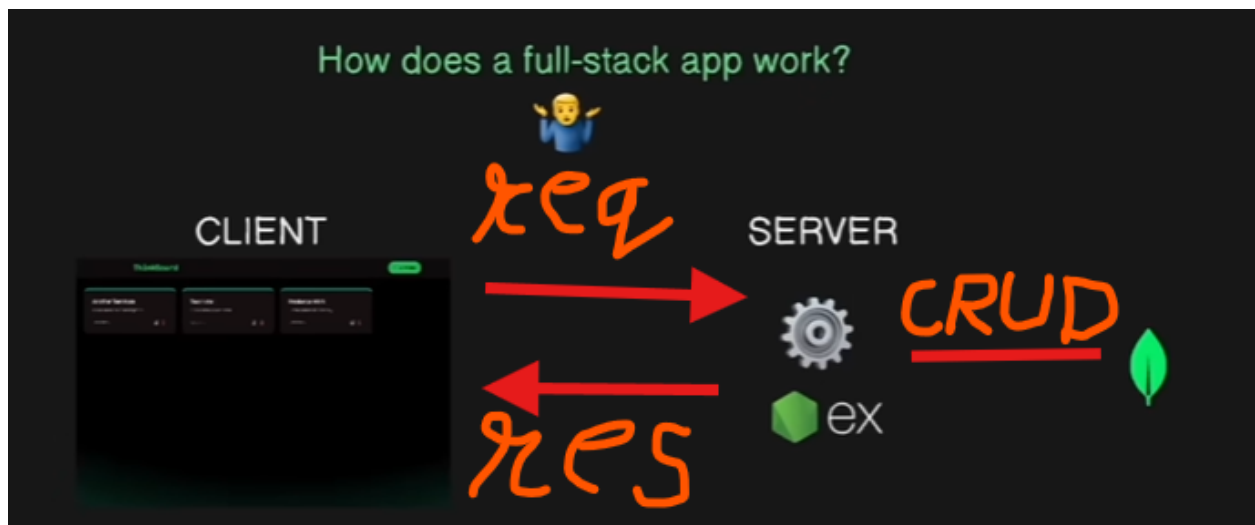 How does a full-stack app work?
req
CLIENT
SERVER
CRUD
ex
res